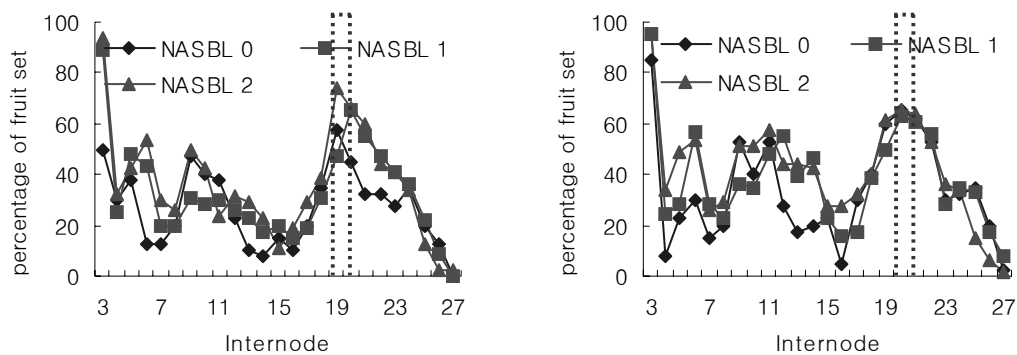 percentage of fruit set
100
80
60
40
20
0
NASBL 0
NASBL 1
NASBL 2
3 7 11 15 19 23 27
Internode
percentage of fruit set
100
80
60
40
20
0
NASBL 0
NASBL 1
NASBL 2
3 7 11 15 19 23 27
Internode